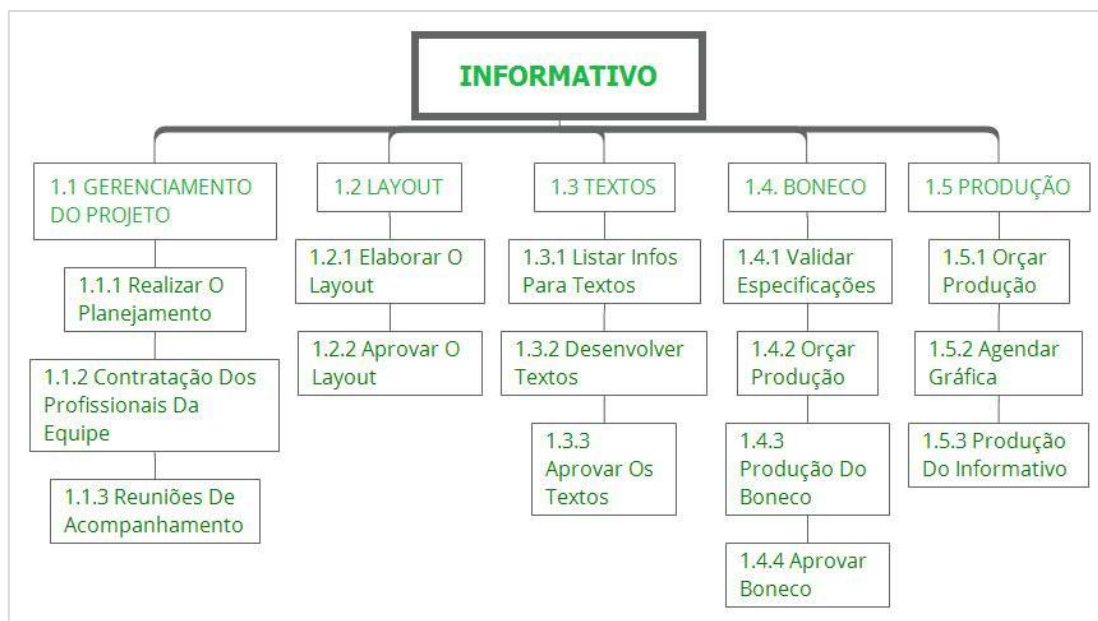 INFORMATIVO
1.1 GERENCIAMENTO
DO PROJETO
1.1.1 Realizar O
Planejamento
1.1.2 Contratação Dos
Profissionais Da
Equipe
1.1.3 Reuniões De
Acompanhamento
1.2 LAYOUT
1.2.1 Elaborar O
Layout
1.2.2 Aprovar O
Layout
1.3 TEXTOS
1.3.1 Listar Infos
Para Textos
1.3.2 Desenvolver
Textos
1.3.3
Aprovar Os
Textos
1.4. BONECO
1.4.1 Validar
Especificações
1.4.2 Orçar
Produção
1.4.3
Produção Do
Boneco
1.4.4 Aprovar
Boneco
1.5 PRODUÇÃO
1.5.1 Orçar
Produção
1.5.2 Agendar
Gráfica
1.5.3 Produção
Do Informativo